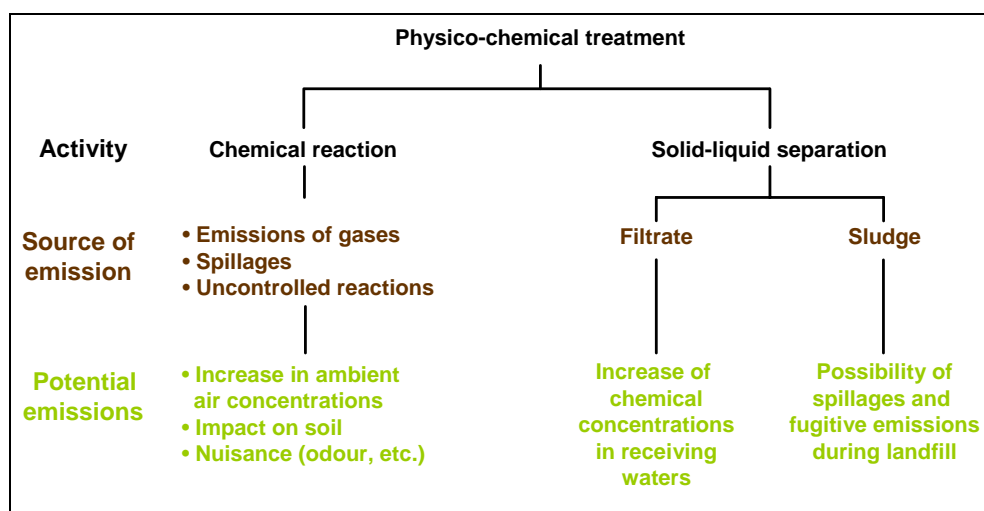 Physico-chemical treatment
Activity
Chemical reaction
Solid-liquid separation
Source of
emission
• Emissions of gases
• Spillages
• Uncontrolled reactions
Filtrate
Sludge
Potential
emissions
• Increase in ambient
air concentrations
• Impact on soil
• Nuisance (odour, etc.)
Increase of
chemical
concentrations
in receiving
waters
Possibility of
spillages and
fugitive emissions
during landfill